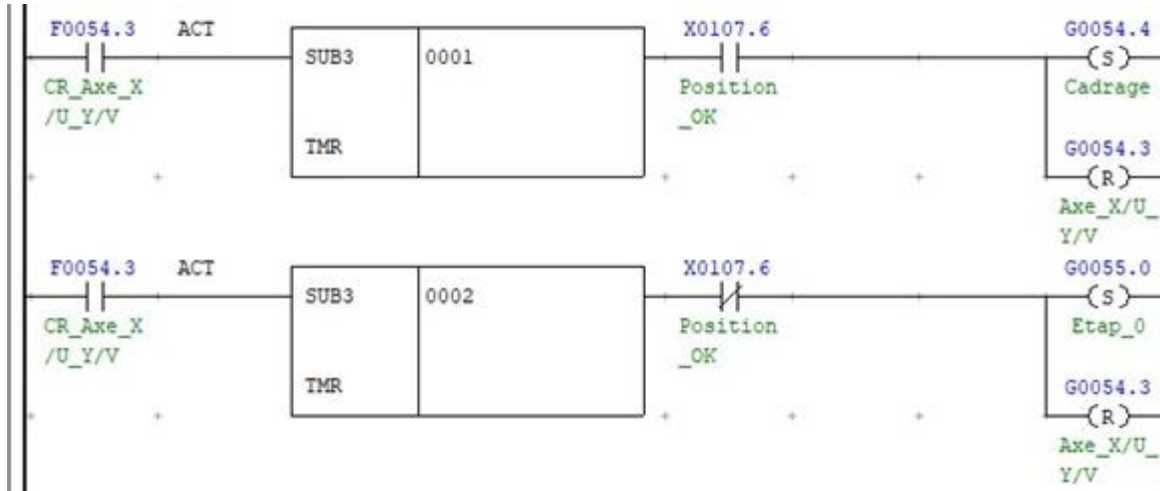 F0054.3 ACT X0107.6 G0054.4
SUB3 0001 (S)
CR_Axe_X Position Cadrage
/U_Y/V _OK
TMR G0054.3
(R)
Axe_X/U_
Y/V
F0054.3 ACT X0107.6 G0055.0
SUB3 0002 (S)
CR_Axe_X Position Etap_0
/U_Y/V _OK
TMR G0054.3
(R)
Axe_X/U_
Y/V